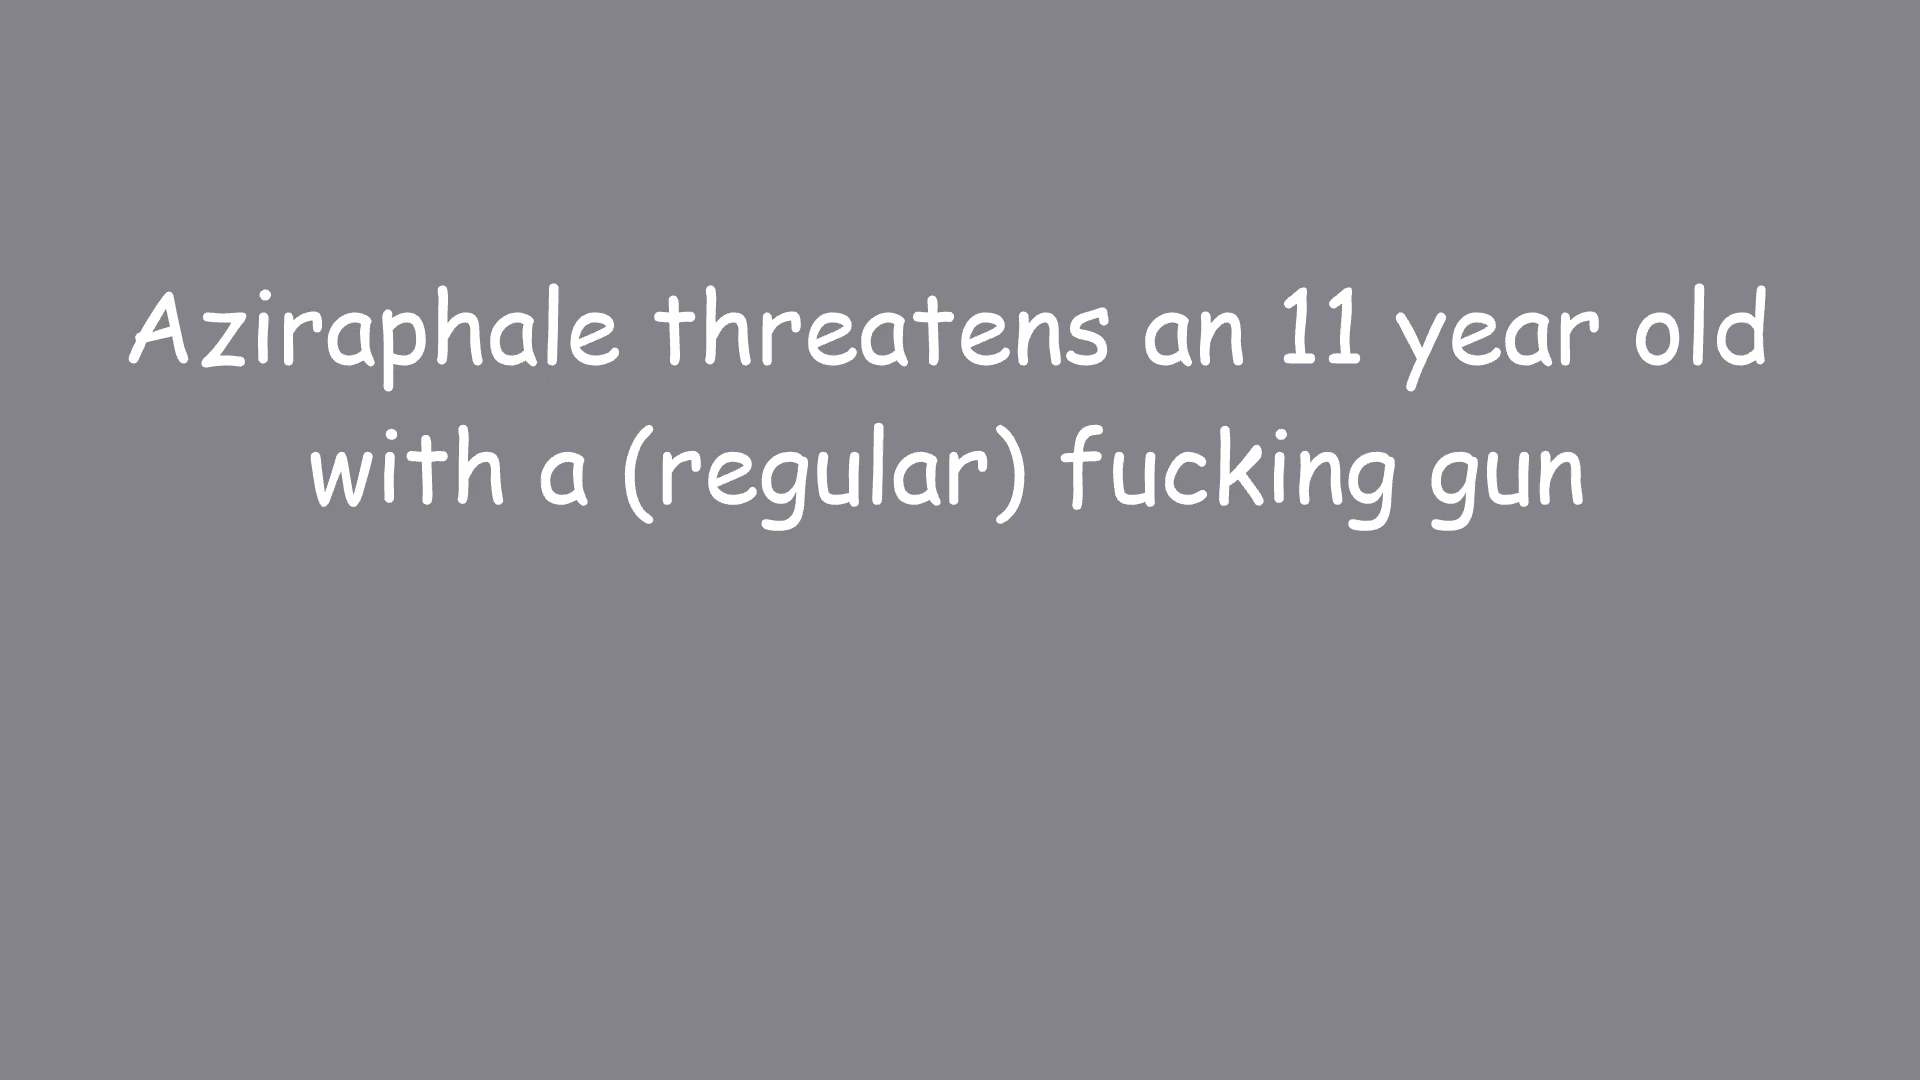 Aziraphale threatens an 11 year old
with a (regular) fucking gun